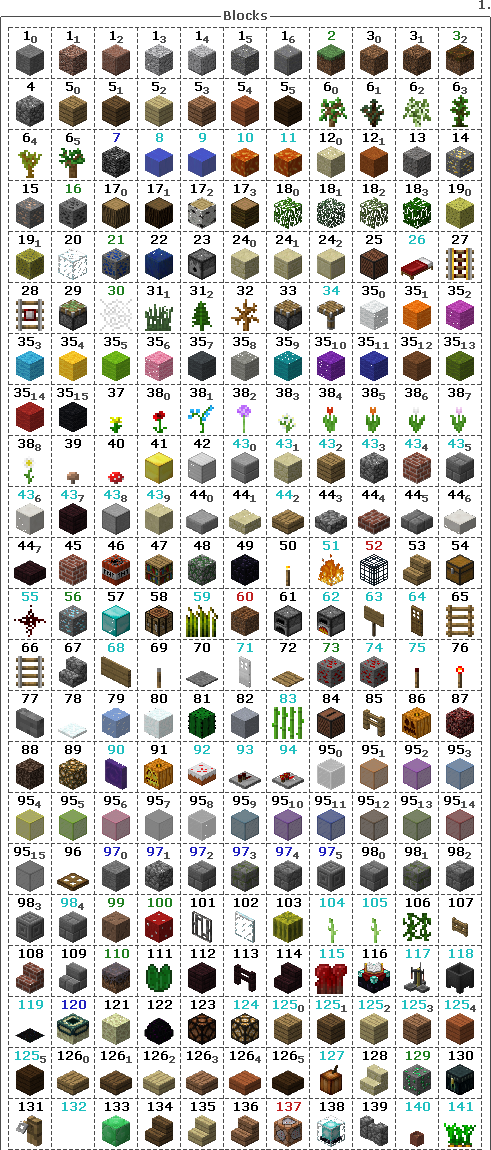 1.
Blocks
1₀ 1₁ 1₂ 1₃ 1₄ 1₅ 1₆ 2 3₀ 3₁ 3₂
4 5₀ 5₁ 5₂ 5₃ 5₄ 5₅ 6₀ 6₁ 6₂ 6₃
6₄ 6₅ 7 8 9 10 11 12₀ 12₁ 13 14
15 16 17₀ 17₁ 17₂ 17₃ 18₀ 18₁ 18₂ 18₃ 19₀
19₁ 20 21 22 23 24₀ 24₁ 24₂ 25 26 27
28 29 30 31₁ 31₂ 32 33 34 35₀ 35₁ 35₂
35₃ 35₄ 35₅ 35₆ 35₇ 35₈ 35₉ 35₁₀ 35₁₁ 35₁₂ 35₁₃
35₁₄ 35₁₅ 37 38₀ 38₁ 38₂ 38₃ 38₄ 38₅ 38₆ 38₇
38₈ 39 40 41 42 43₀ 43₁ 43₂ 43₃ 43₄ 43₅
43₆ 43₇ 43₈ 43₉ 44₀ 44₁ 44₂ 44₃ 44₄ 44₅ 44₆
44₇ 45 46 47 48 49 50 51 52 53 54
55 56 57 58 59 60 61 62 63 64 65
66 67 68 69 70 71 72 73 74 75 76
77 78 79 80 81 82 83 84 85 86 87
88 89 90 91 92 93 94 95₀ 95₁ 95₂ 95₃
95₄ 95₅ 95₆ 95₇ 95₈ 95₉ 95₁₀ 95₁₁ 95₁₂ 95₁₃ 95₁₄
95₁₅ 96 97₀ 97₁ 97₂ 97₃ 97₄ 97₅ 98₀ 98₁ 98₂
98₃ 98₄ 99 100 101 102 103 104 105 106 107
108 109 110 111 112 113 114 115 116 117 118
119 120 121 122 123 124 125₀ 125₁ 125₂ 125₃ 125₄
125₅ 126₀ 126₁ 126₂ 126₃ 126₄ 126₅ 127 128 129 130
131 132 133 134 135 136 137 138 139 140 141